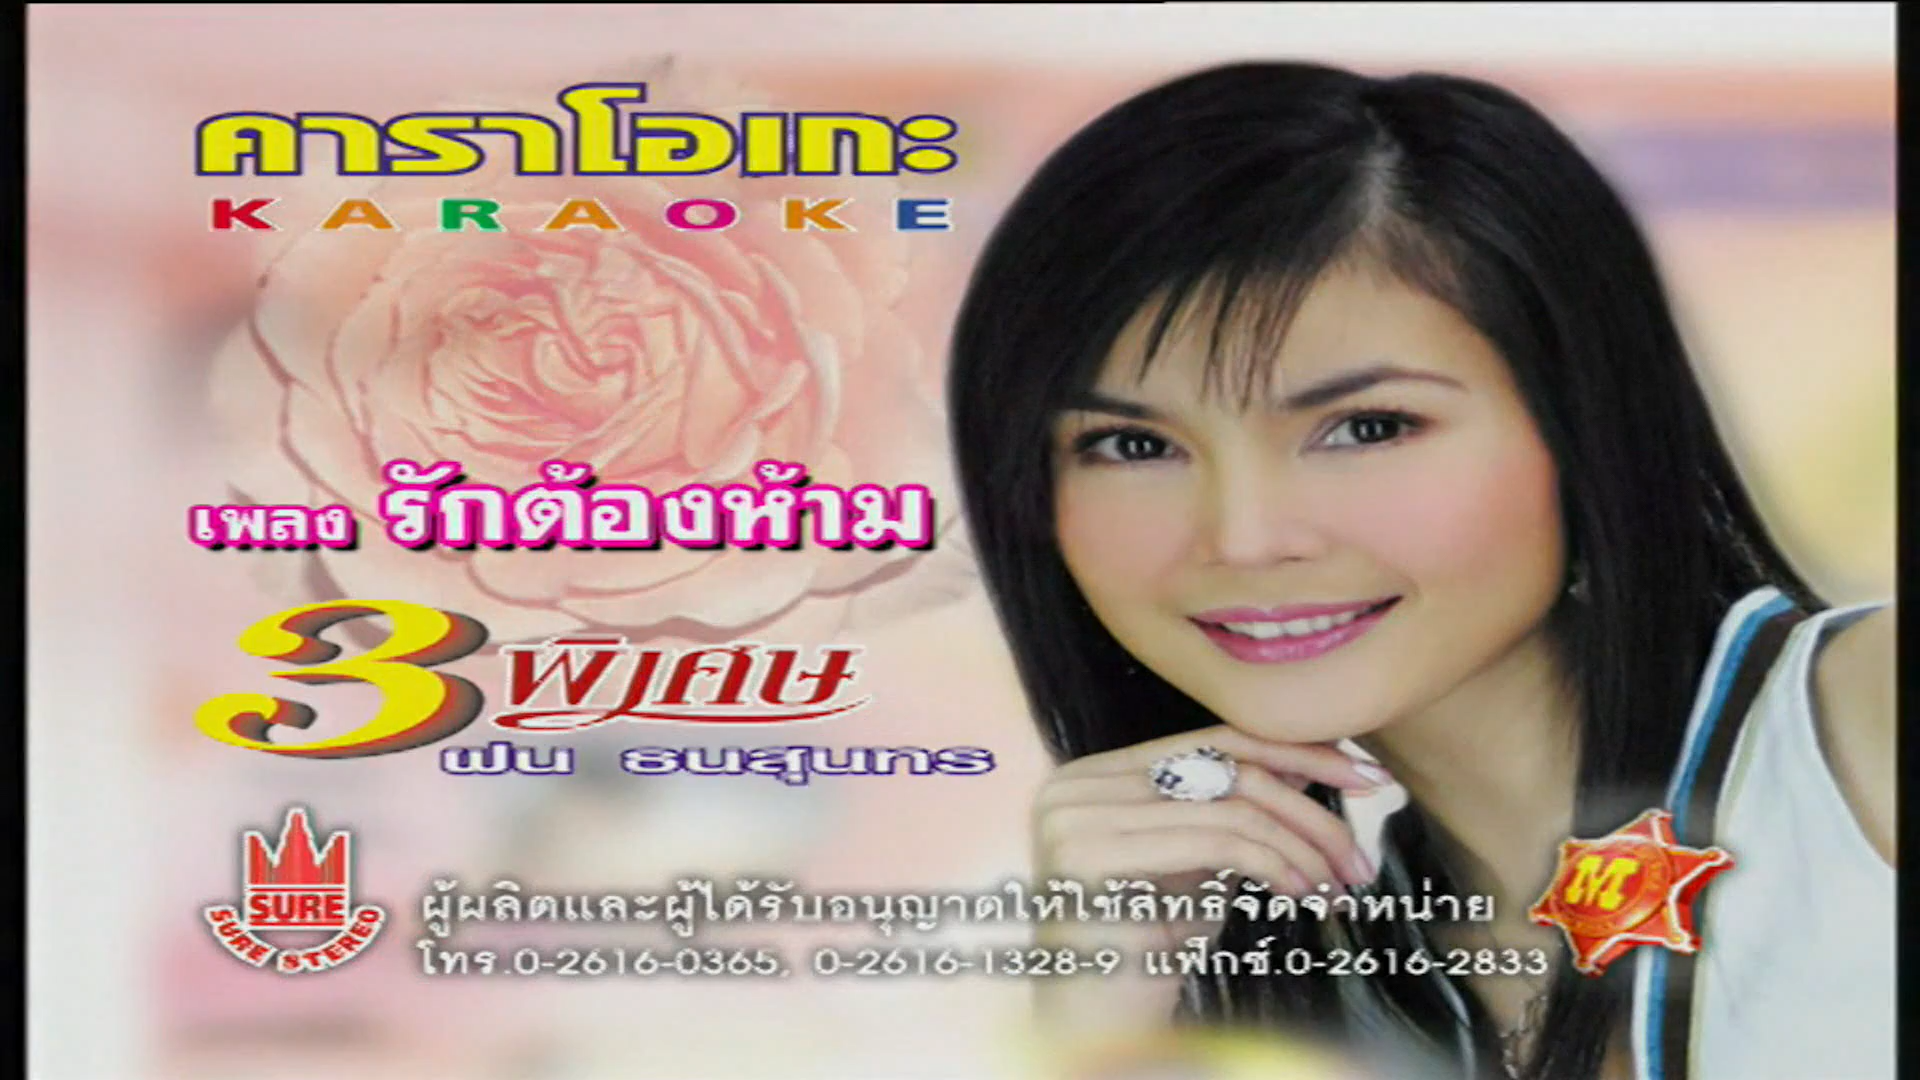 คาราโอเกะ
KARAOKE
เพลง รักต้องห้าม
3 พิเศษ
ฝน ธนสุนทร
SURE
SURE STEREO
M
ผู้ผลิตและผู้ได้รับอนุญาตให้ใช้สิทธิ์จัดจำหน่าย
โทร.0-2616-0365, 0-2616-1328-9 แฟ็กซ์.0-2616-2833